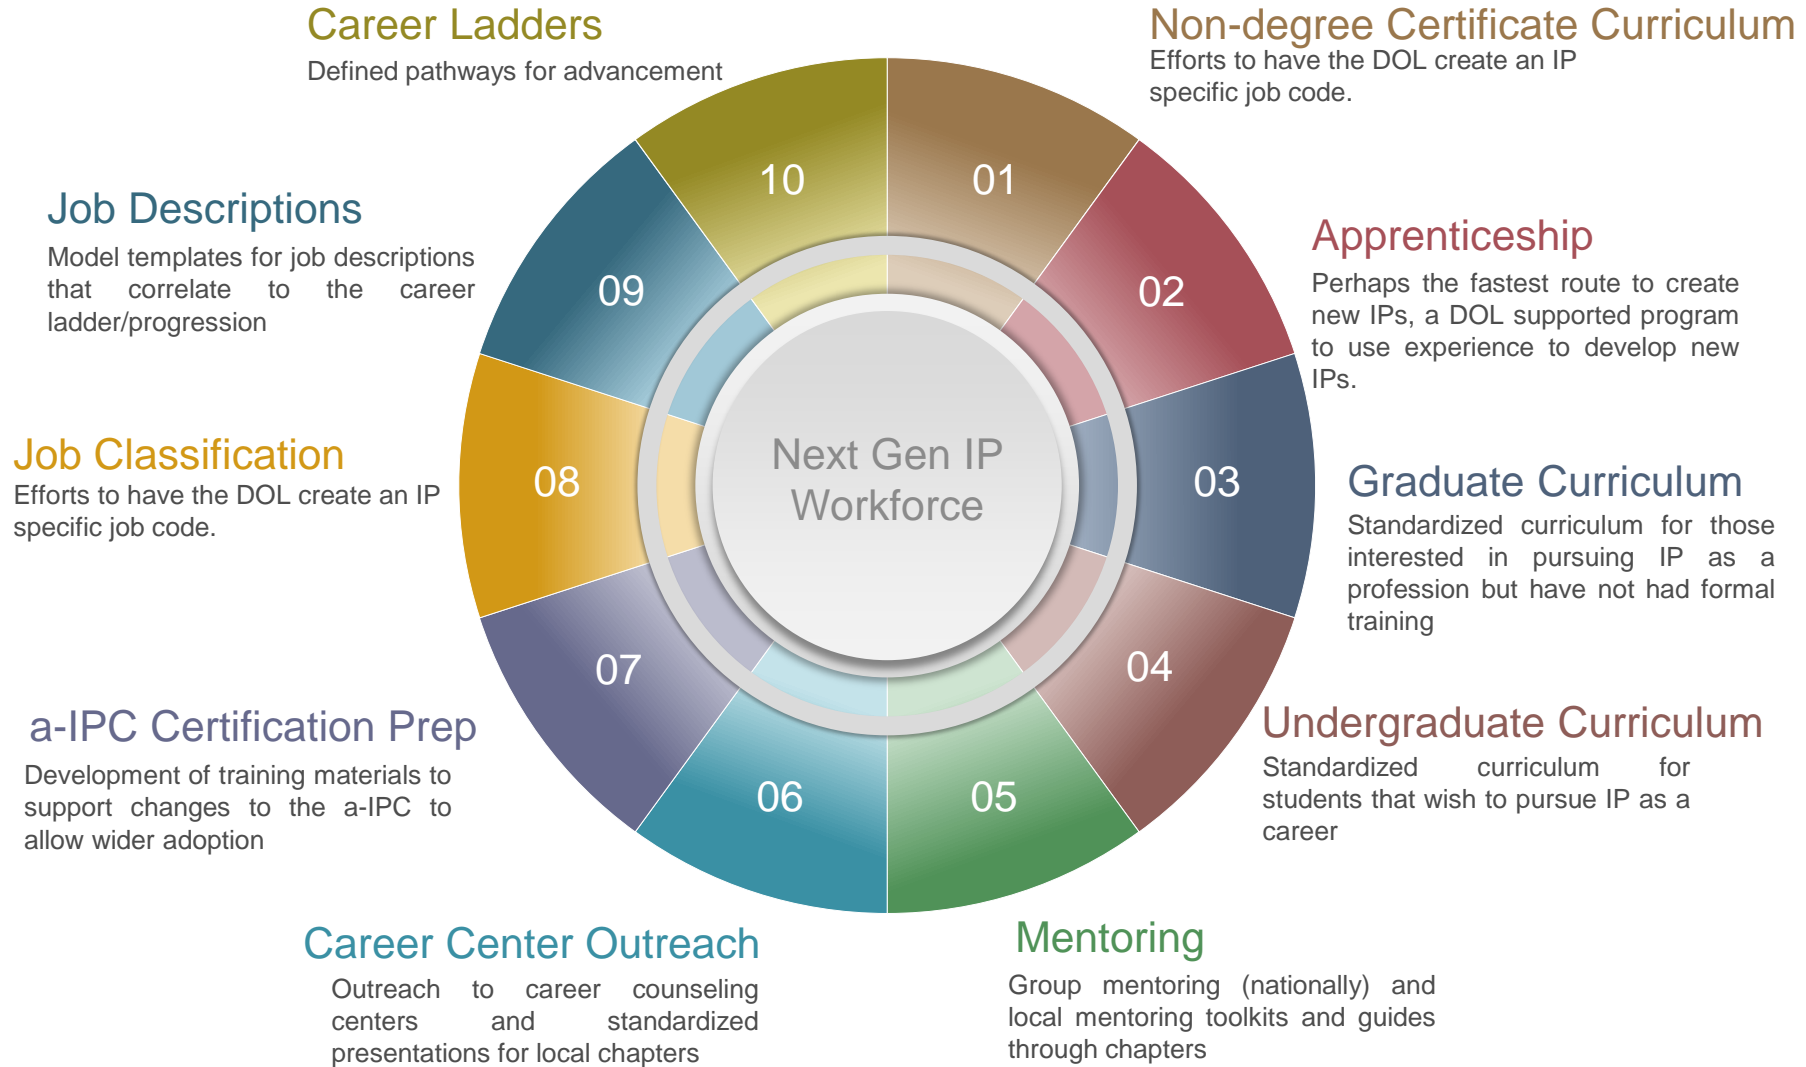 Career Ladders
Defined pathways for advancement
Non-degree Certificate Curriculum
Efforts to have the DOL create an IP
specific job code.
10
01
Job Descriptions
Model templates for job descriptions
that correlate to the career
ladder/progression
09
02
Apprenticeship
Perhaps the fastest route to create
new IPs, a DOL supported program
to use experience to develop new
IPs.
Job Classification
Efforts to have the DOL create an IP
specific job code.
08
Next Gen IP
Workforce
03
Graduate Curriculum
Standardized curriculum for those
interested in pursuing IP as a
profession but have not had formal
training
07
04
a-IPC Certification Prep
Development of training materials to
support changes to the a-IPC to
allow wider adoption
Undergraduate Curriculum
Standardized curriculum for
students that wish to pursue IP as a
career
06
05
Career Center Outreach
Outreach to career counseling
centers and standardized
presentations for local chapters
Mentoring
Group mentoring (nationally) and
local mentoring toolkits and guides
through chapters